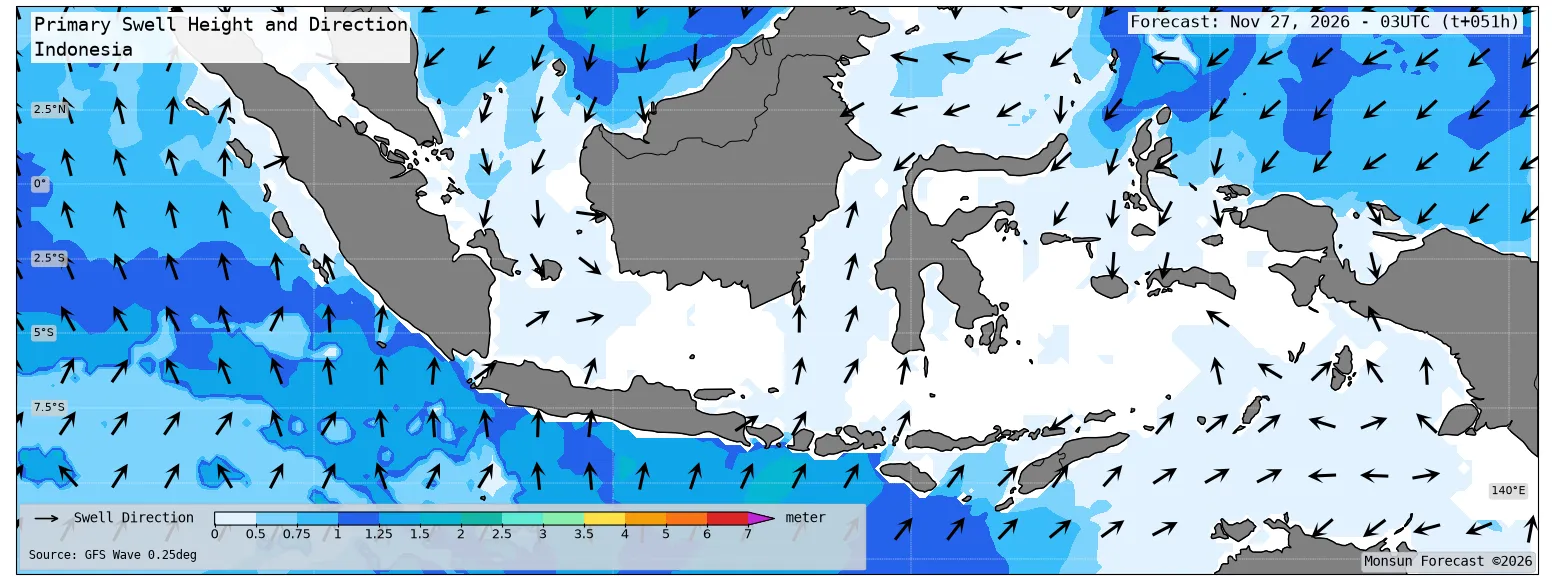 Primary Swell Height and Direction
Indonesia
Forecast: Nov 27, 2026 - 03UTC (t+051h)
2.5°N
0°
2.5°S
5°S
7.5°S
140°E
Swell Direction
0 0.5 0.75 1 1.25 1.5 2 2.5 3 3.5 4 5 6 7
meter
Source: GFS Wave 0.25deg
Monsun Forecast ©2026